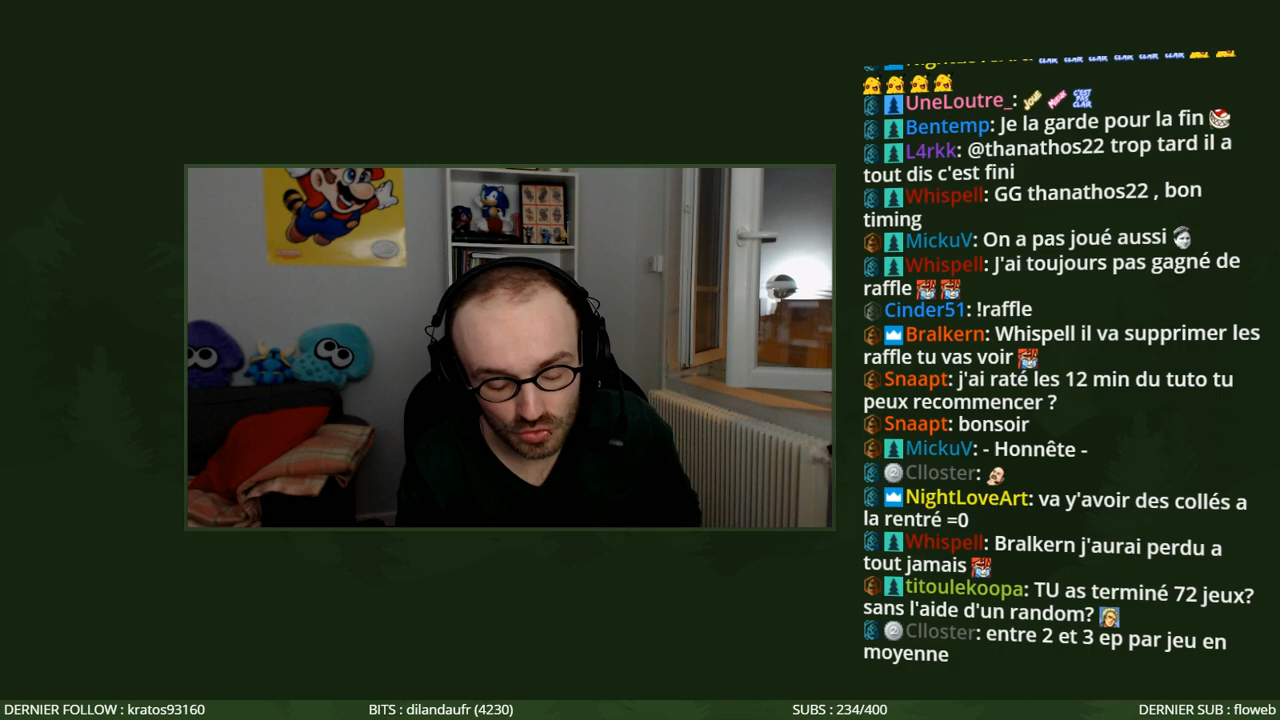 UneLoutre_:
Bentemp: Je la garde pour la fin
L4rkk: @thanathos22 trop tard il a
tout dis c'est fini
Whispell: GG thanathos22 , bon
timing
MickuV: On a pas joué aussi
Whispell: J'ai toujours pas gagné de
raffle
Cinder51: !raffle
Bralkern: Whispell il va supprimer les
raffle tu vas voir
Snaapt: j'ai raté les 12 min du tuto tu
peux recommencer ?
Snaapt: bonsoir
MickuV: - Honnête -
Clloster:
NightLoveArt: va y'avoir des collés a
la rentré =0
Whispell: Bralkern j'aurai perdu a
tout jamais
titoulekoopa: TU as terminé 72 jeux?
sans l'aide d'un random?
Clloster: entre 2 et 3 ep par jeu en
moyenne
DERNIER FOLLOW : kratos93160
BITS : dilandaufr (4230)
SUBS : 234/400
DERNIER SUB : floweb